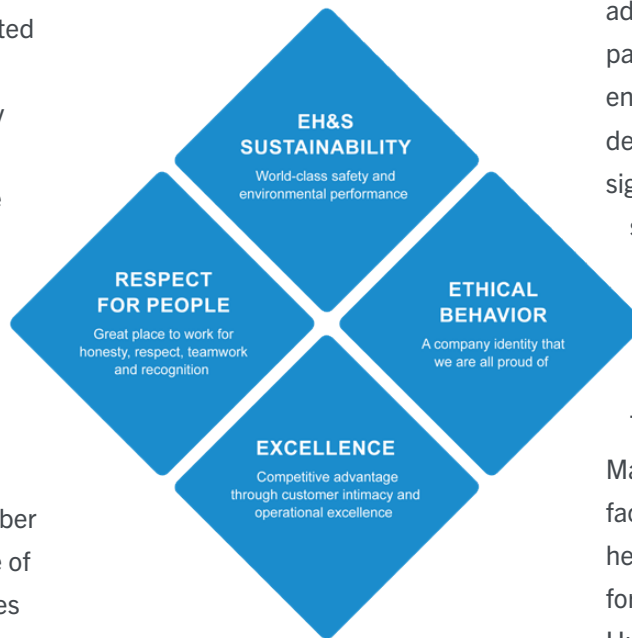 EH&S
SUSTAINABILITY
World-class safety and
environmental performance
RESPECT
FOR PEOPLE
Great place to work for
honesty, respect, teamwork
and recognition
ETHICAL
BEHAVIOR
A company identity that
we are all proud of
EXCELLENCE
Competitive advantage
through customer intimacy and
operational excellence
of